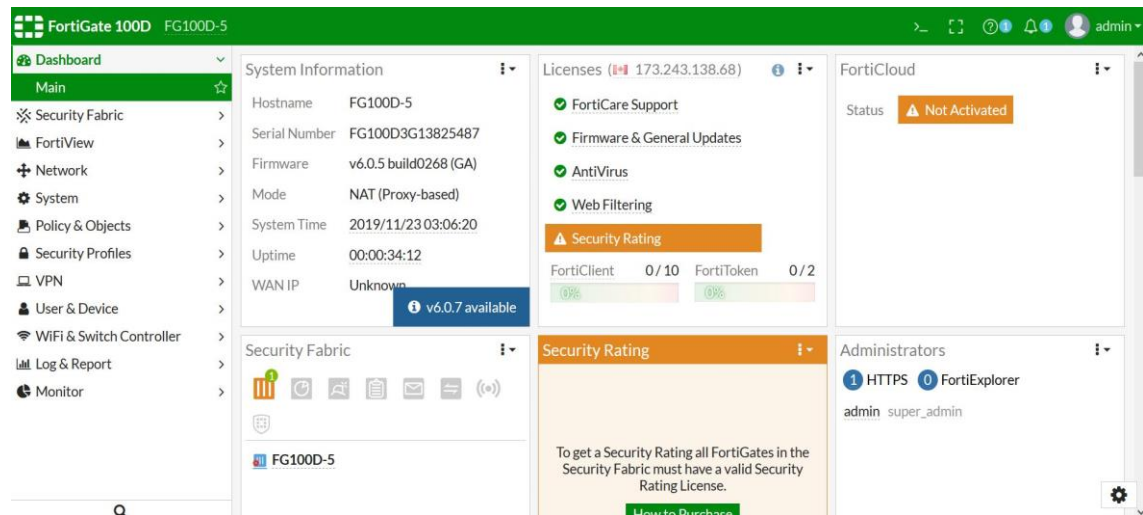 FortiGate 100D FG100D-5
>_ 1 1 admin
Dashboard
Main
Security Fabric
FortiView
Network
System
Policy & Objects
Security Profiles
VPN
User & Device
WiFi & Switch Controller
Log & Report
Monitor
System Information
Hostname FG100D-5
Serial Number FG100D3G13825487
Firmware v6.0.5 build0268 (GA)
Mode NAT (Proxy-based)
System Time 2019/11/23 03:06:20
Uptime 00:00:34:12
WAN IP Unknown
v6.0.7 available
Licenses (173.243.138.68)
FortiCare Support
Firmware & General Updates
AntiVirus
Web Filtering
Security Rating
FortiClient 0/10 FortiToken 0/2
0% 0%
FortiCloud
Status Not Activated
Security Fabric
1
FG100D-5
Security Rating
To get a Security Rating all FortiGates in the
Security Fabric must have a valid Security
Rating License.
How to Purchase
Administrators
1 HTTPS 0 FortiExplorer
admin super_admin